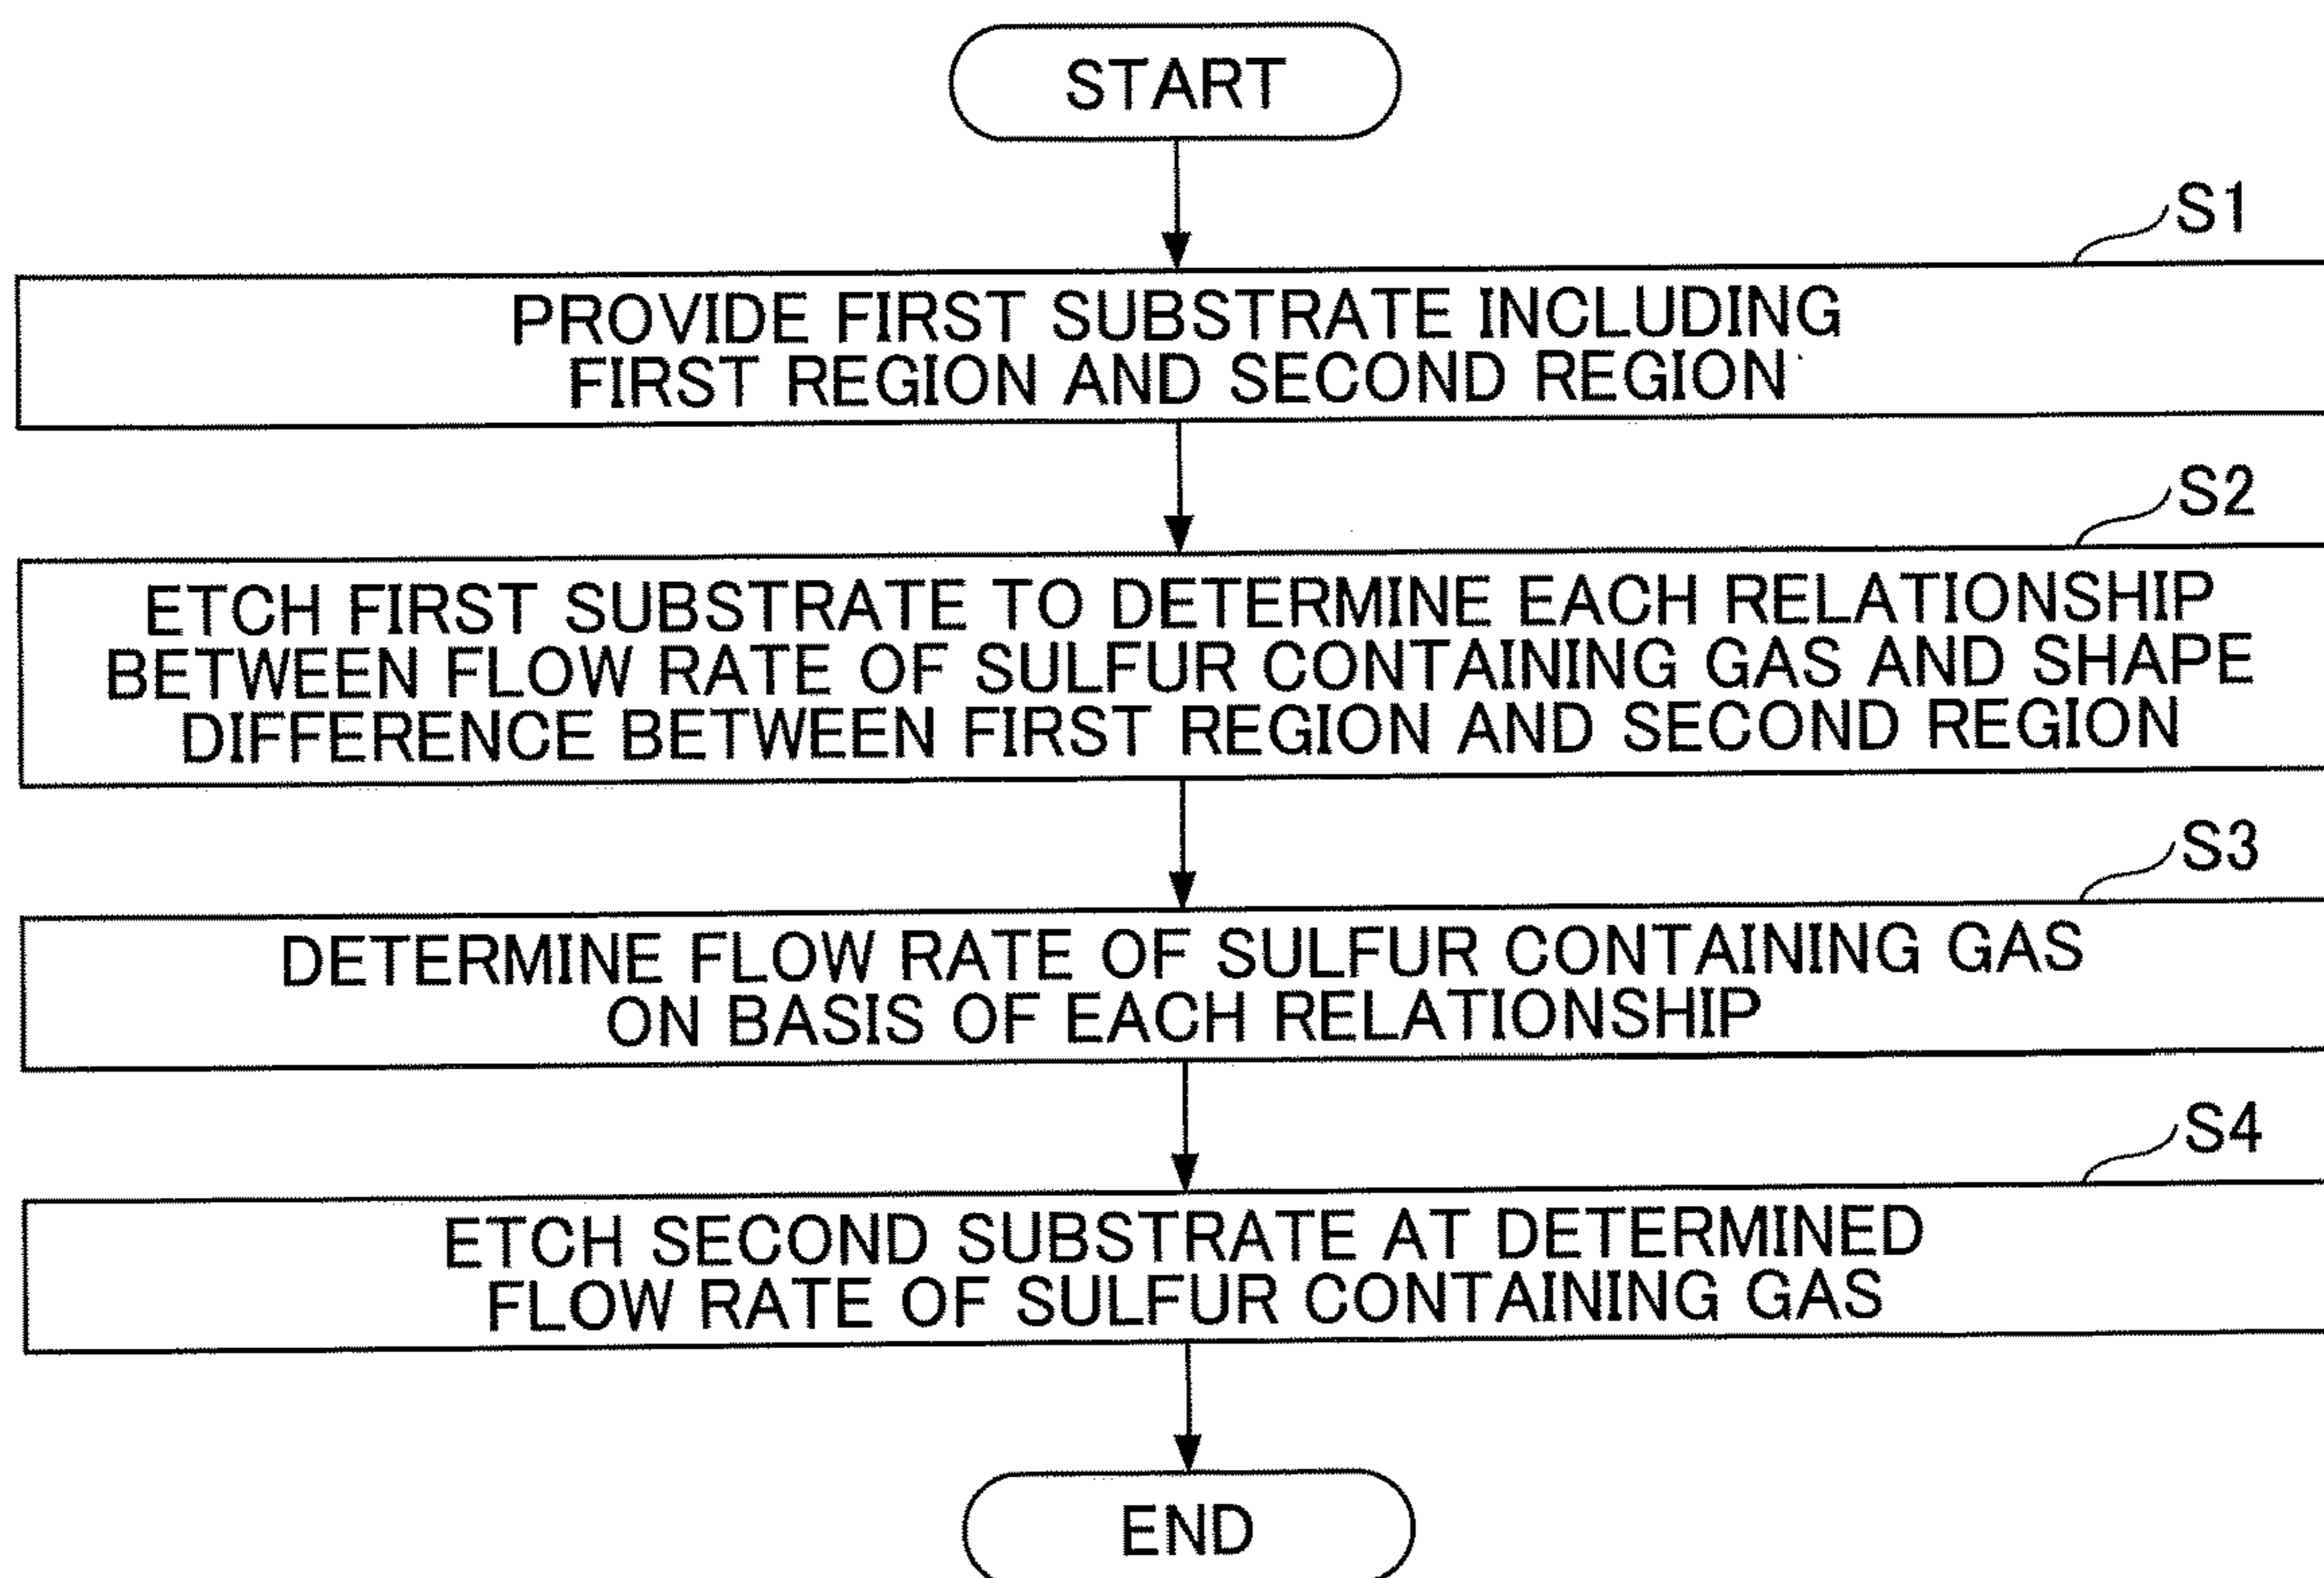 START
S1
PROVIDE FIRST SUBSTRATE INCLUDING
FIRST REGION AND SECOND REGION
S2
ETCH FIRST SUBSTRATE TO DETERMINE EACH RELATIONSHIP
BETWEEN FLOW RATE OF SULFUR CONTAINING GAS AND SHAPE
DIFFERENCE BETWEEN FIRST REGION AND SECOND REGION
S3
DETERMINE FLOW RATE OF SULFUR CONTAINING GAS
ON BASIS OF EACH RELATIONSHIP
S4
ETCH SECOND SUBSTRATE AT DETERMINED
FLOW RATE OF SULFUR CONTAINING GAS
END